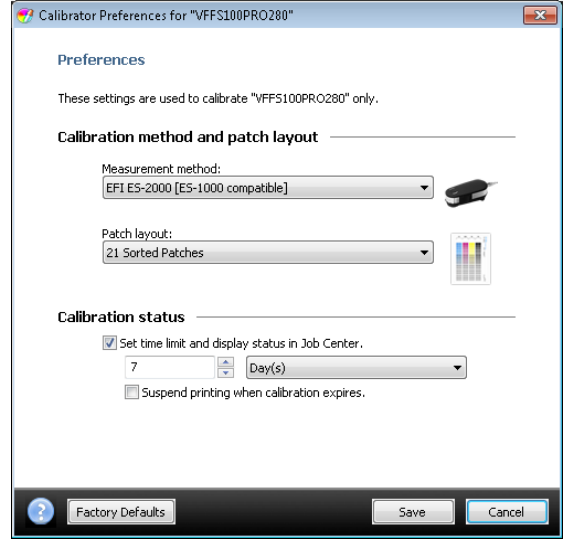 Calibrator Preferences for "VFFS100PRO280"
Preferences
These settings are used to calibrate "VFFS100PRO280" only.
Calibration method and patch layout
Measurement method:
EFI ES-2000 [ES-1000 compatible]
Patch layout:
21 Sorted Patches
Calibration status
Set time limit and display status in Job Center.
7 Day(s)
Suspend printing when calibration expires.
? Factory Defaults Save Cancel